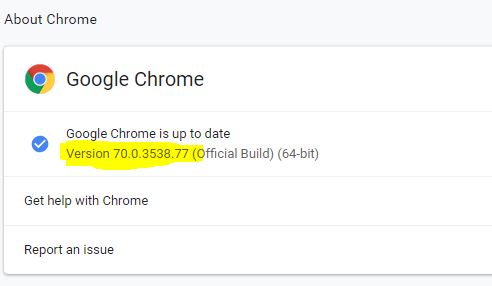 About Chrome
Google Chrome
Google Chrome is up to date
Version 70.0.3538.77 (Official Build) (64-bit)
Get help with Chrome
Report an issue